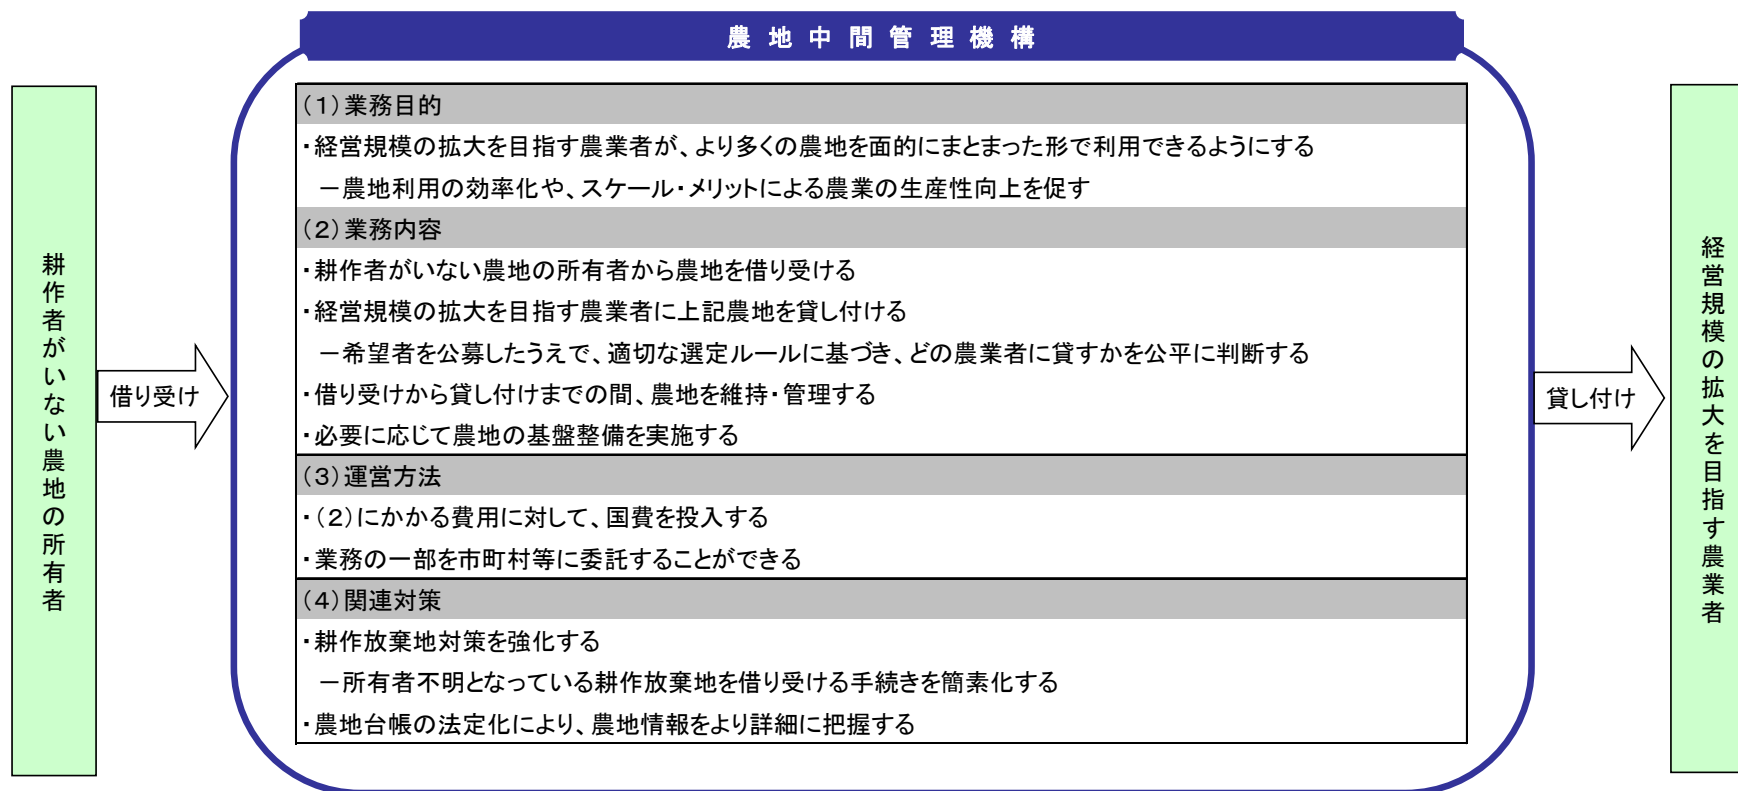 農地中間管理機構
耕作者がいない農地の所有者
借り受け
(1)業務目的
・経営規模の拡大を目指す農業者が、より多くの農地を面的にまとまった形で利用できるようにする
－農地利用の効率化や、スケール・メリットによる農業の生産性向上を促す
(2)業務内容
・耕作者がいない農地の所有者から農地を借り受ける
・経営規模の拡大を目指す農業者に上記農地を貸し付ける
－希望者を公募したうえで、適切な選定ルールに基づき、どの農業者に貸すかを公平に判断する
・借り受けから貸し付けまでの間、農地を維持・管理する
・必要に応じて農地の基盤整備を実施する
(3)運営方法
・(2)にかかる費用に対して、国費を投入する
・業務の一部を市町村等に委託することができる
(4)関連対策
・耕作放棄地対策を強化する
－所有者不明となっている耕作放棄地を借り受ける手続きを簡素化する
・農地台帳の法定化により、農地情報をより詳細に把握する
貸し付け
経営規模の拡大を目指す農業者